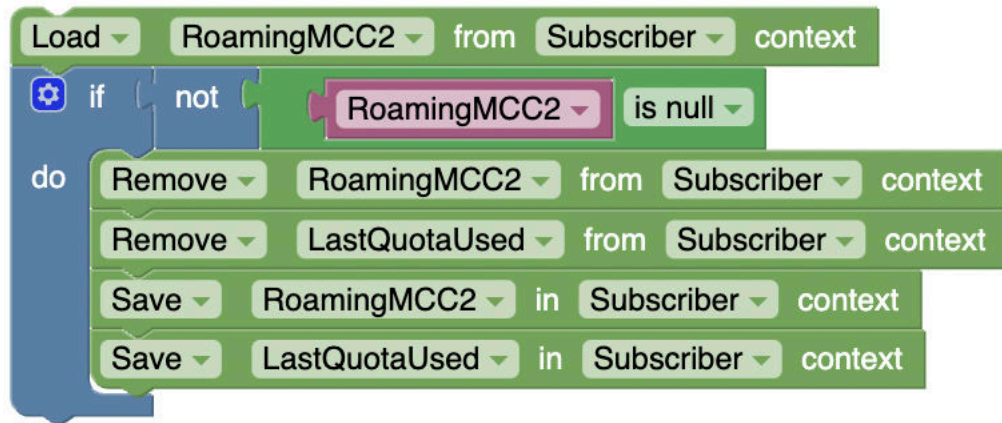 Load RoamingMCC2 from Subscriber context
if not RoamingMCC2 is null
do Remove RoamingMCC2 from Subscriber context
Remove LastQuotaUsed from Subscriber context
Save RoamingMCC2 in Subscriber context
Save LastQuotaUsed in Subscriber context